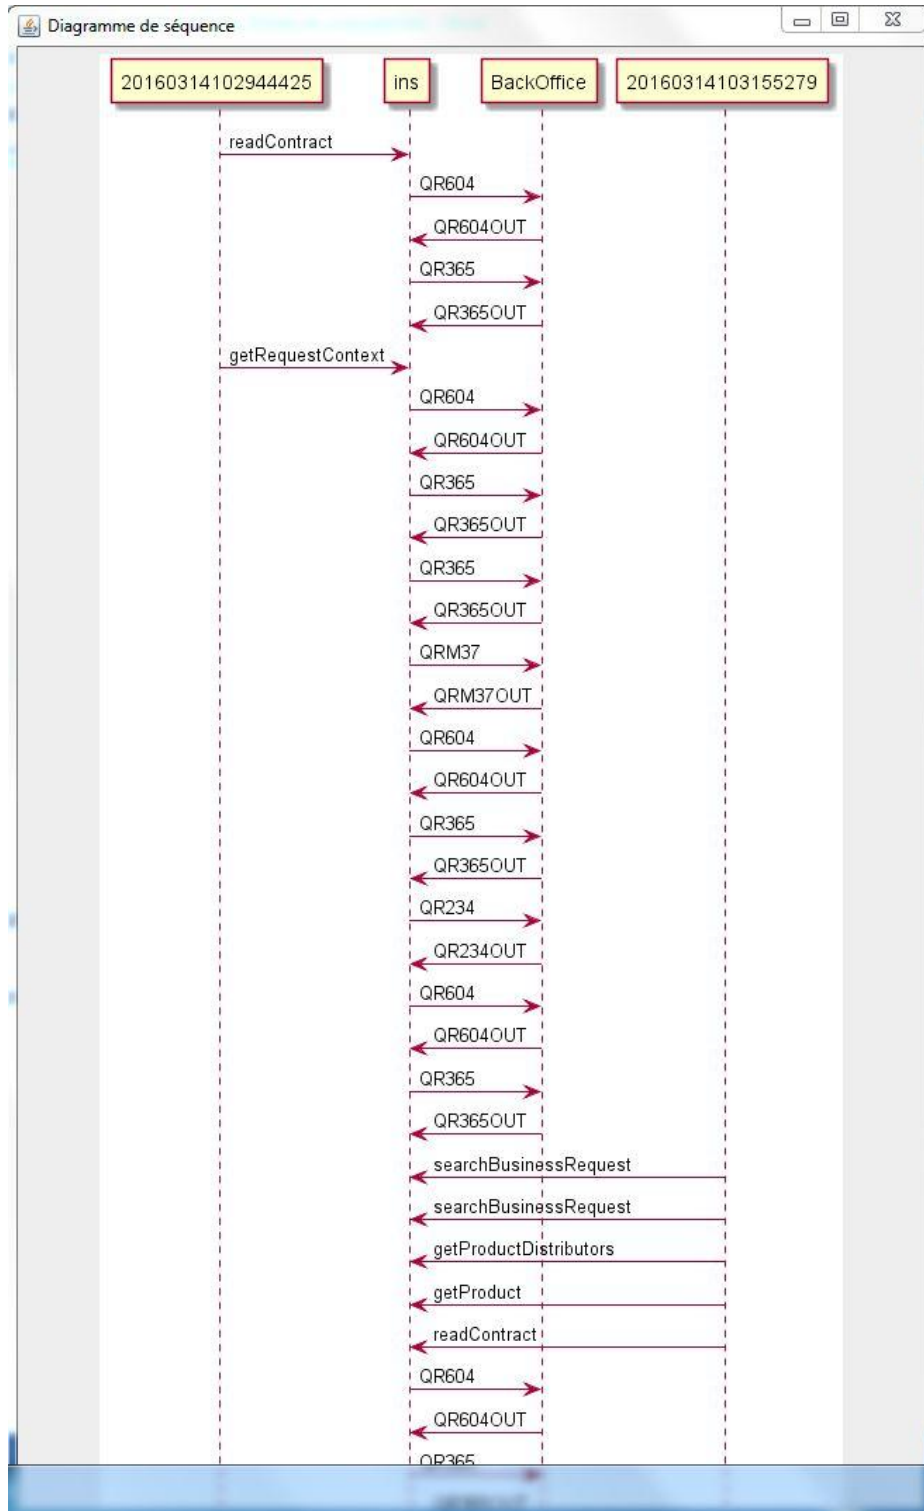 Diagramme de séquence
20160314102944425 ins BackOffice 20160314103155279
readContract
QR604
QR604OUT
QR365
QR365OUT
getRequestContext
QR604
QR604OUT
QR365
QR365OUT
QR365
QR365OUT
QRM37
QRM37OUT
QR604
QR604OUT
QR365
QR365OUT
QR234
QR234OUT
QR604
QR604OUT
QR365
QR365OUT
searchBusinessRequest
searchBusinessRequest
getProductDistributors
getProduct
readContract
QR604
QR604OUT
QR365